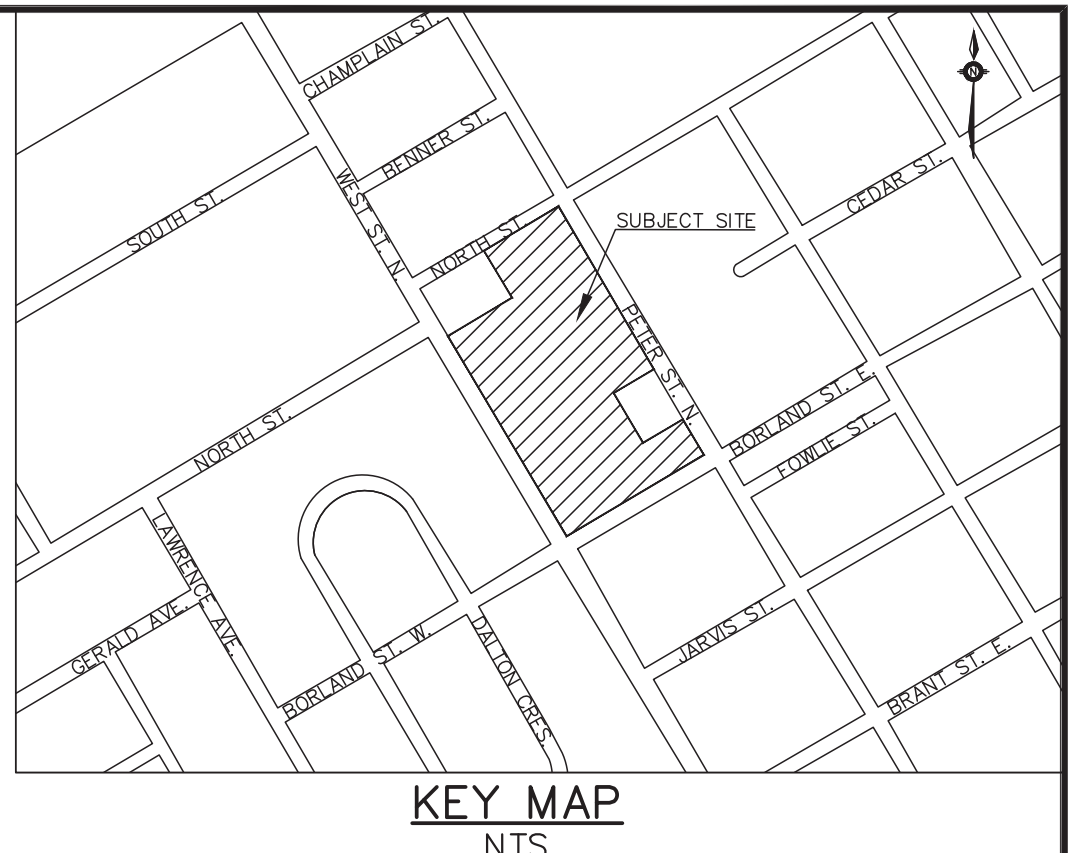 CHAMPLAIN ST.
N
BENNER ST.
CEDAR ST.
WEST ST. N.
SOUTH ST.
SUBJECT SITE
NORTH ST.
PETER ST. N.
BORLAND ST. E.
NORTH ST.
FOWLIE ST.
LAWRENCE AVE.
GERALD AVE.
JARVIS ST.
BORLAND ST. W.
DALTON CRES.
BRANT ST. E.
KEY MAP
NTS